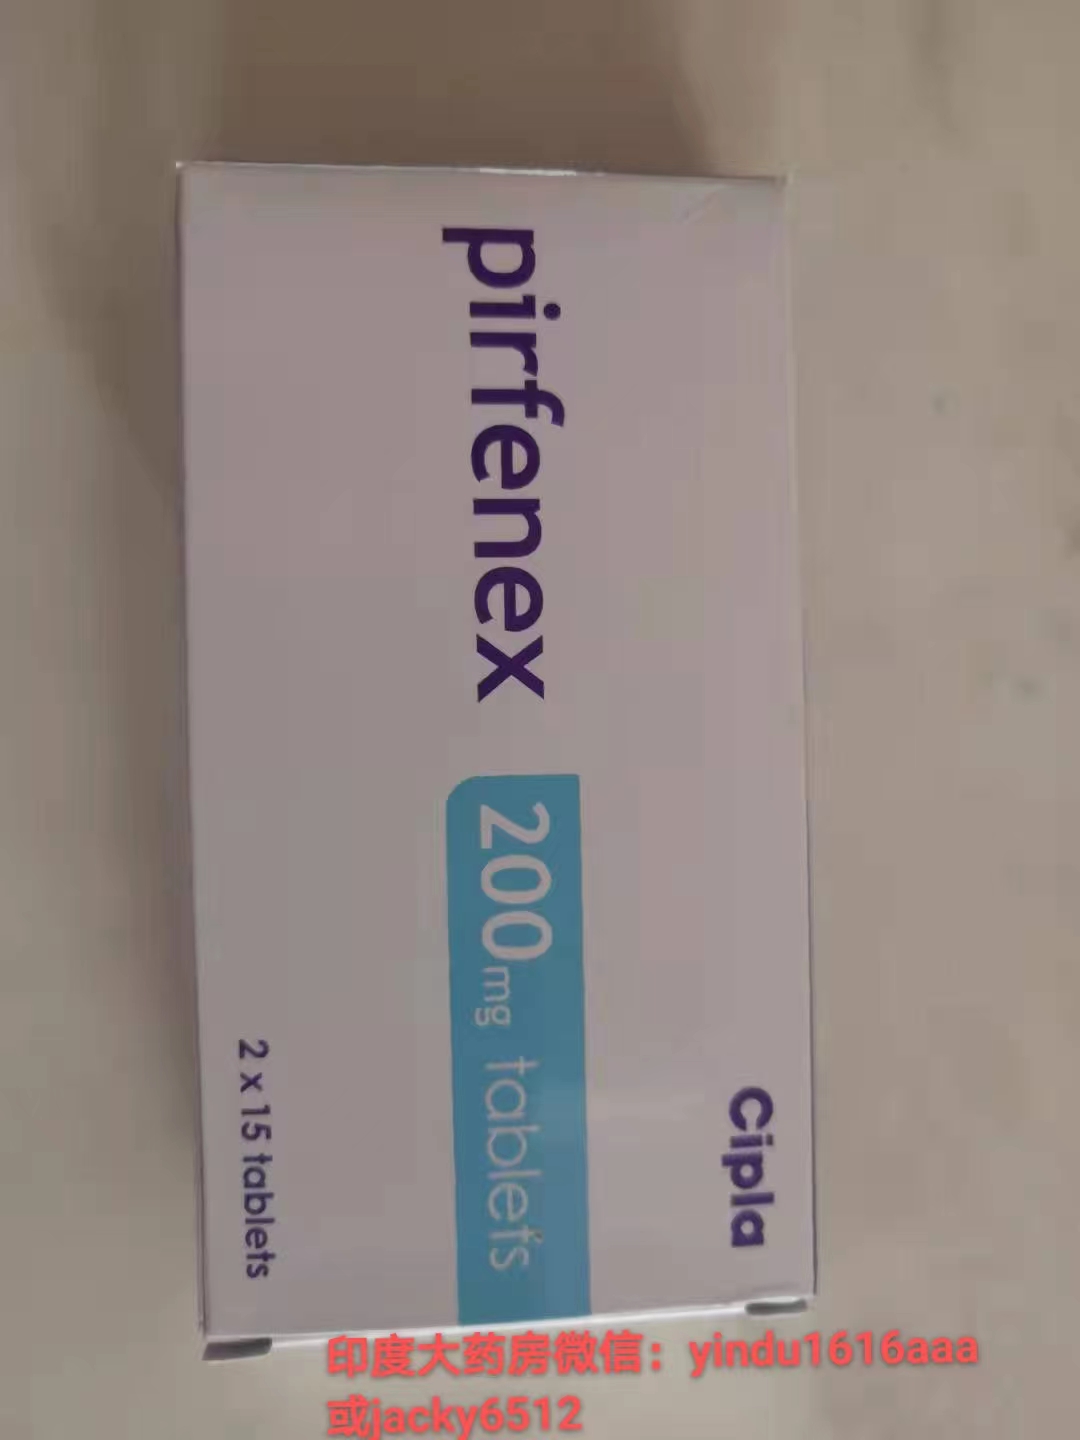 pirfenex
200mg tablets
Cipla
2 x 15 tablets
印度大药房微信：yindu1616aaa
或jacky6512